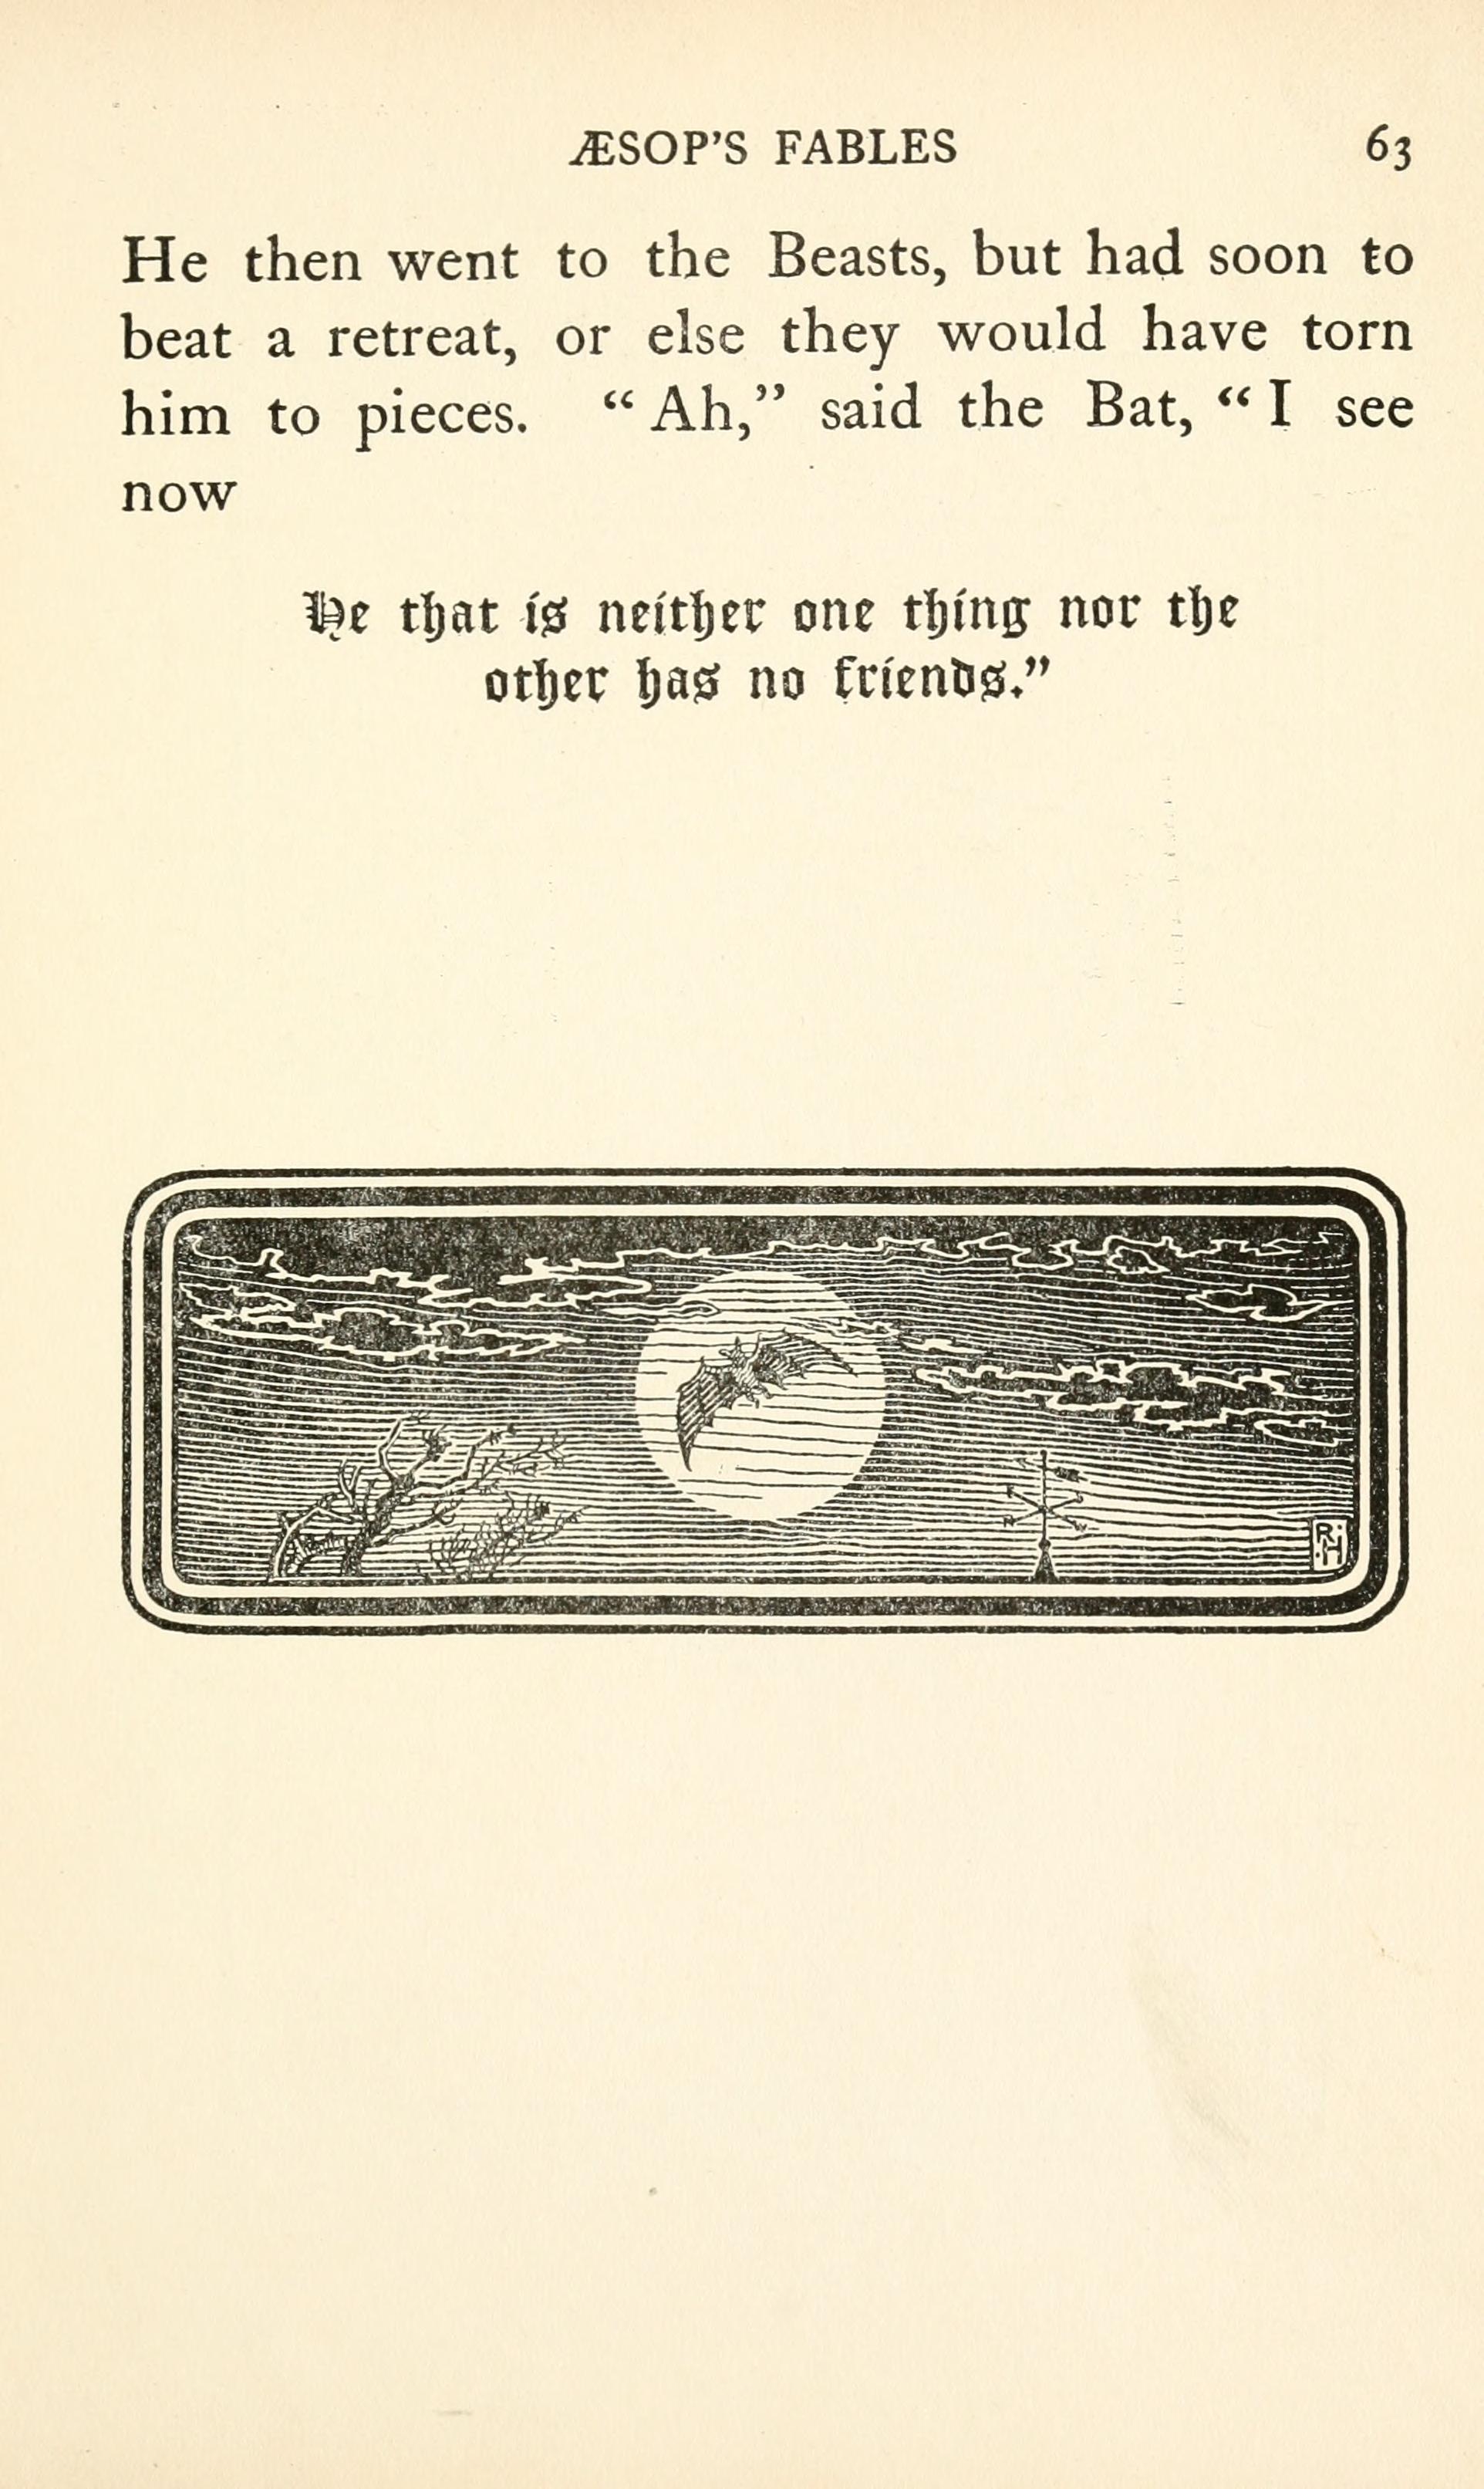 ÆSOP’S FABLES 63
He then went to the Beasts, but had soon to
beat a retreat, or else they would have torn
him to pieces. “Ah,” said the Bat, “I see
now
He that is neither one thing nor the
other has no friends.”
R
H